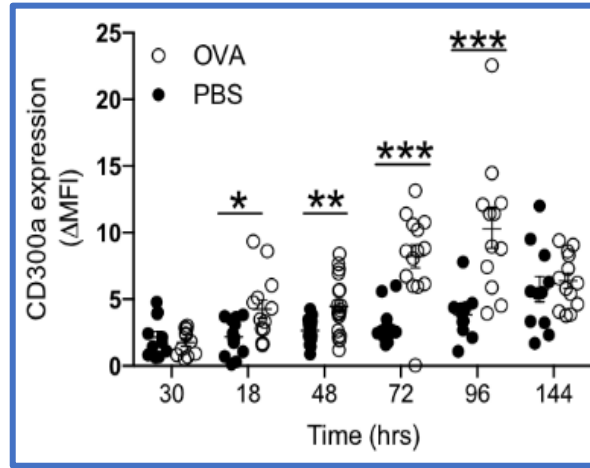 25
20
15
10
5
0
CD300a expression
(ΔMFI)
OVA
PBS
*
**
***
***
30 18 48 72 96 144
Time (hrs)